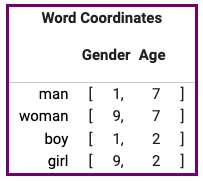 Word Coordinates
Gender Age
man [ 1, 7 ]
woman [ 9, 7 ]
boy [ 1, 2 ]
girl [ 9, 2 ]